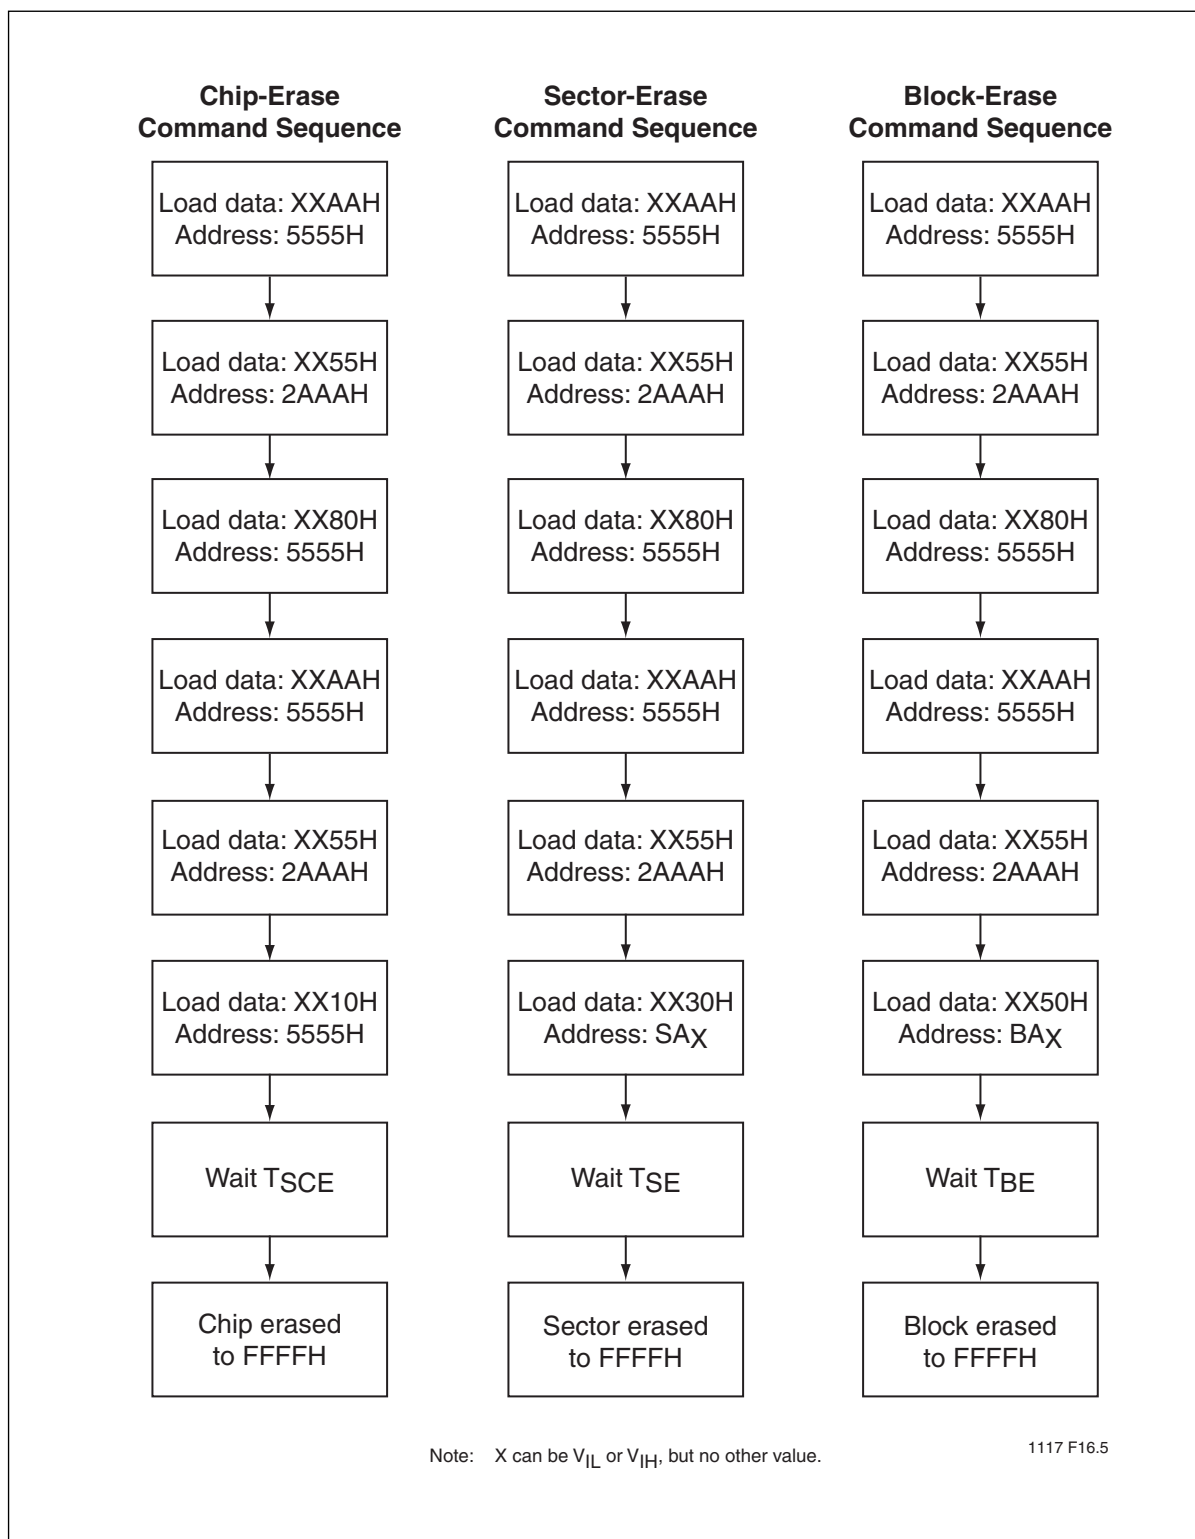 Chip-Erase
Command Sequence
Load data: XXAAH
Address: 5555H
Load data: XX55H
Address: 2AAAH
Load data: XX80H
Address: 5555H
Load data: XXAAH
Address: 5555H
Load data: XX55H
Address: 2AAAH
Load data: XX10H
Address: 5555H
Wait TSCE
Chip erased
to FFFFH
Sector-Erase
Command Sequence
Load data: XXAAH
Address: 5555H
Load data: XX55H
Address: 2AAAH
Load data: XX80H
Address: 5555H
Load data: XXAAH
Address: 5555H
Load data: XX55H
Address: 2AAAH
Load data: XX30H
Address: SAX
Wait TSE
Sector erased
to FFFFH
Block-Erase
Command Sequence
Load data: XXAAH
Address: 5555H
Load data: XX55H
Address: 2AAAH
Load data: XX80H
Address: 5555H
Load data: XXAAH
Address: 5555H
Load data: XX55H
Address: 2AAAH
Load data: XX50H
Address: BAX
Wait TBE
Block erased
to FFFFH
Note: X can be VIL or VIH, but no other value.
1117 F16.5